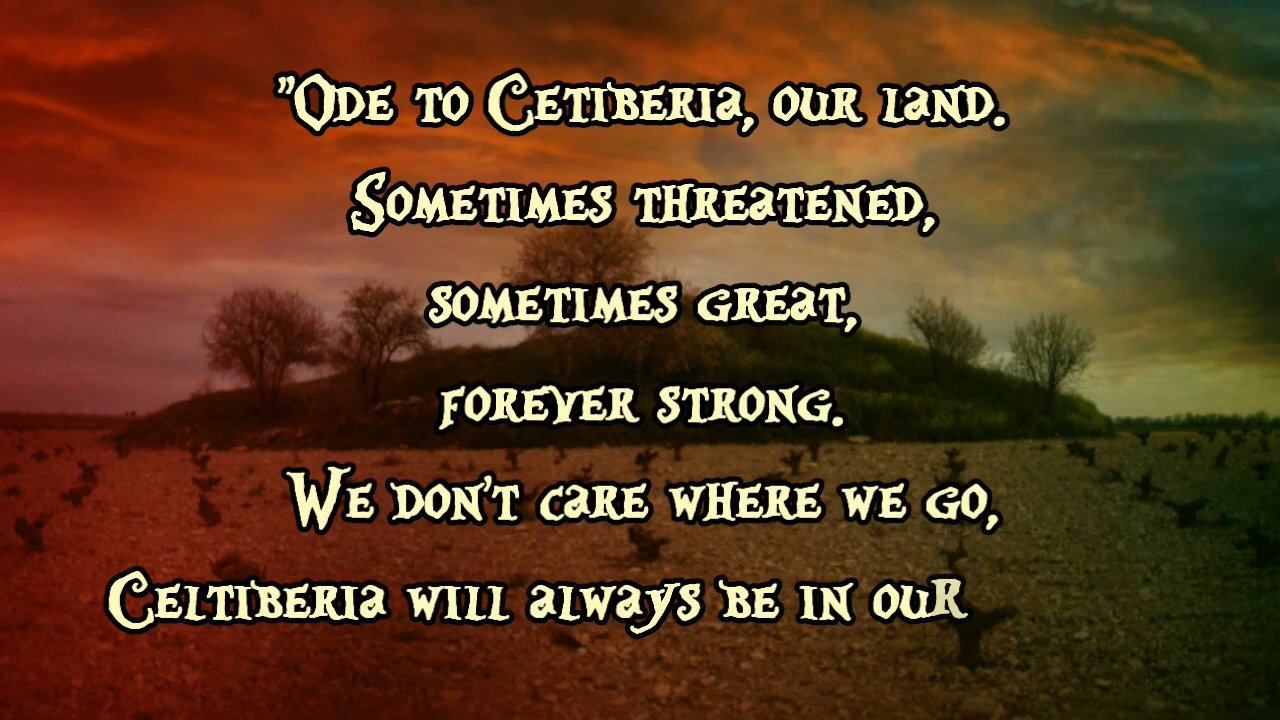 "Ode to Cetiberia, our land.
Sometimes threatened,
sometimes great,
forever strong.
We don't care where we go,
Celtiberia will always be in our